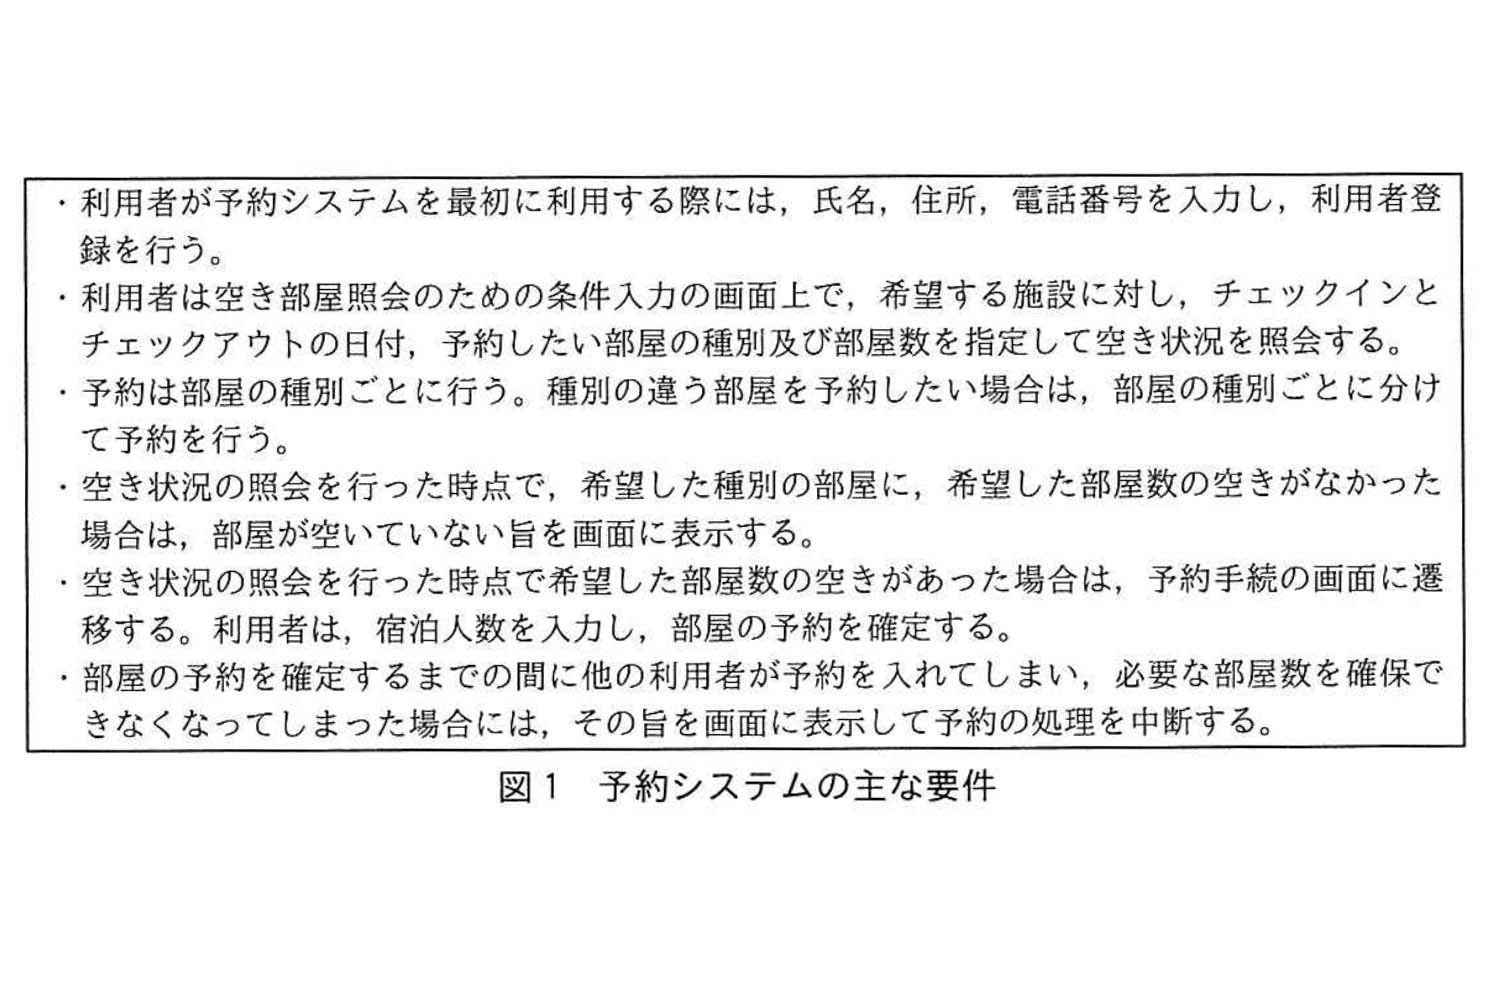 ・利用者が予約システムを最初に利用する際には，氏名，住所，電話番号を入力し，利用者登
録を行う。
・利用者は空き部屋照会のための条件入力の画面上で，希望する施設に対し，チェックインと
チェックアウトの日付，予約したい部屋の種別及び部屋数を指定して空き状況を照会する。
・予約は部屋の種別ごとに行う。種別の違う部屋を予約したい場合は，部屋の種別ごとに分け
て予約を行う。
・空き状況の照会を行った時点で，希望した種別の部屋に，希望した部屋数の空きがなかった
場合は，部屋が空いていない旨を画面に表示する。
・空き状況の照会を行った時点で希望した部屋数の空きがあった場合は，予約手続の画面に遷
移する。利用者は，宿泊人数を入力し，部屋の予約を確定する。
・部屋の予約を確定するまでの間に他の利用者が予約を入れてしまい，必要な部屋数を確保で
きなくなってしまった場合には，その旨を画面に表示して予約の処理を中断する。
図1　予約システムの主な要件